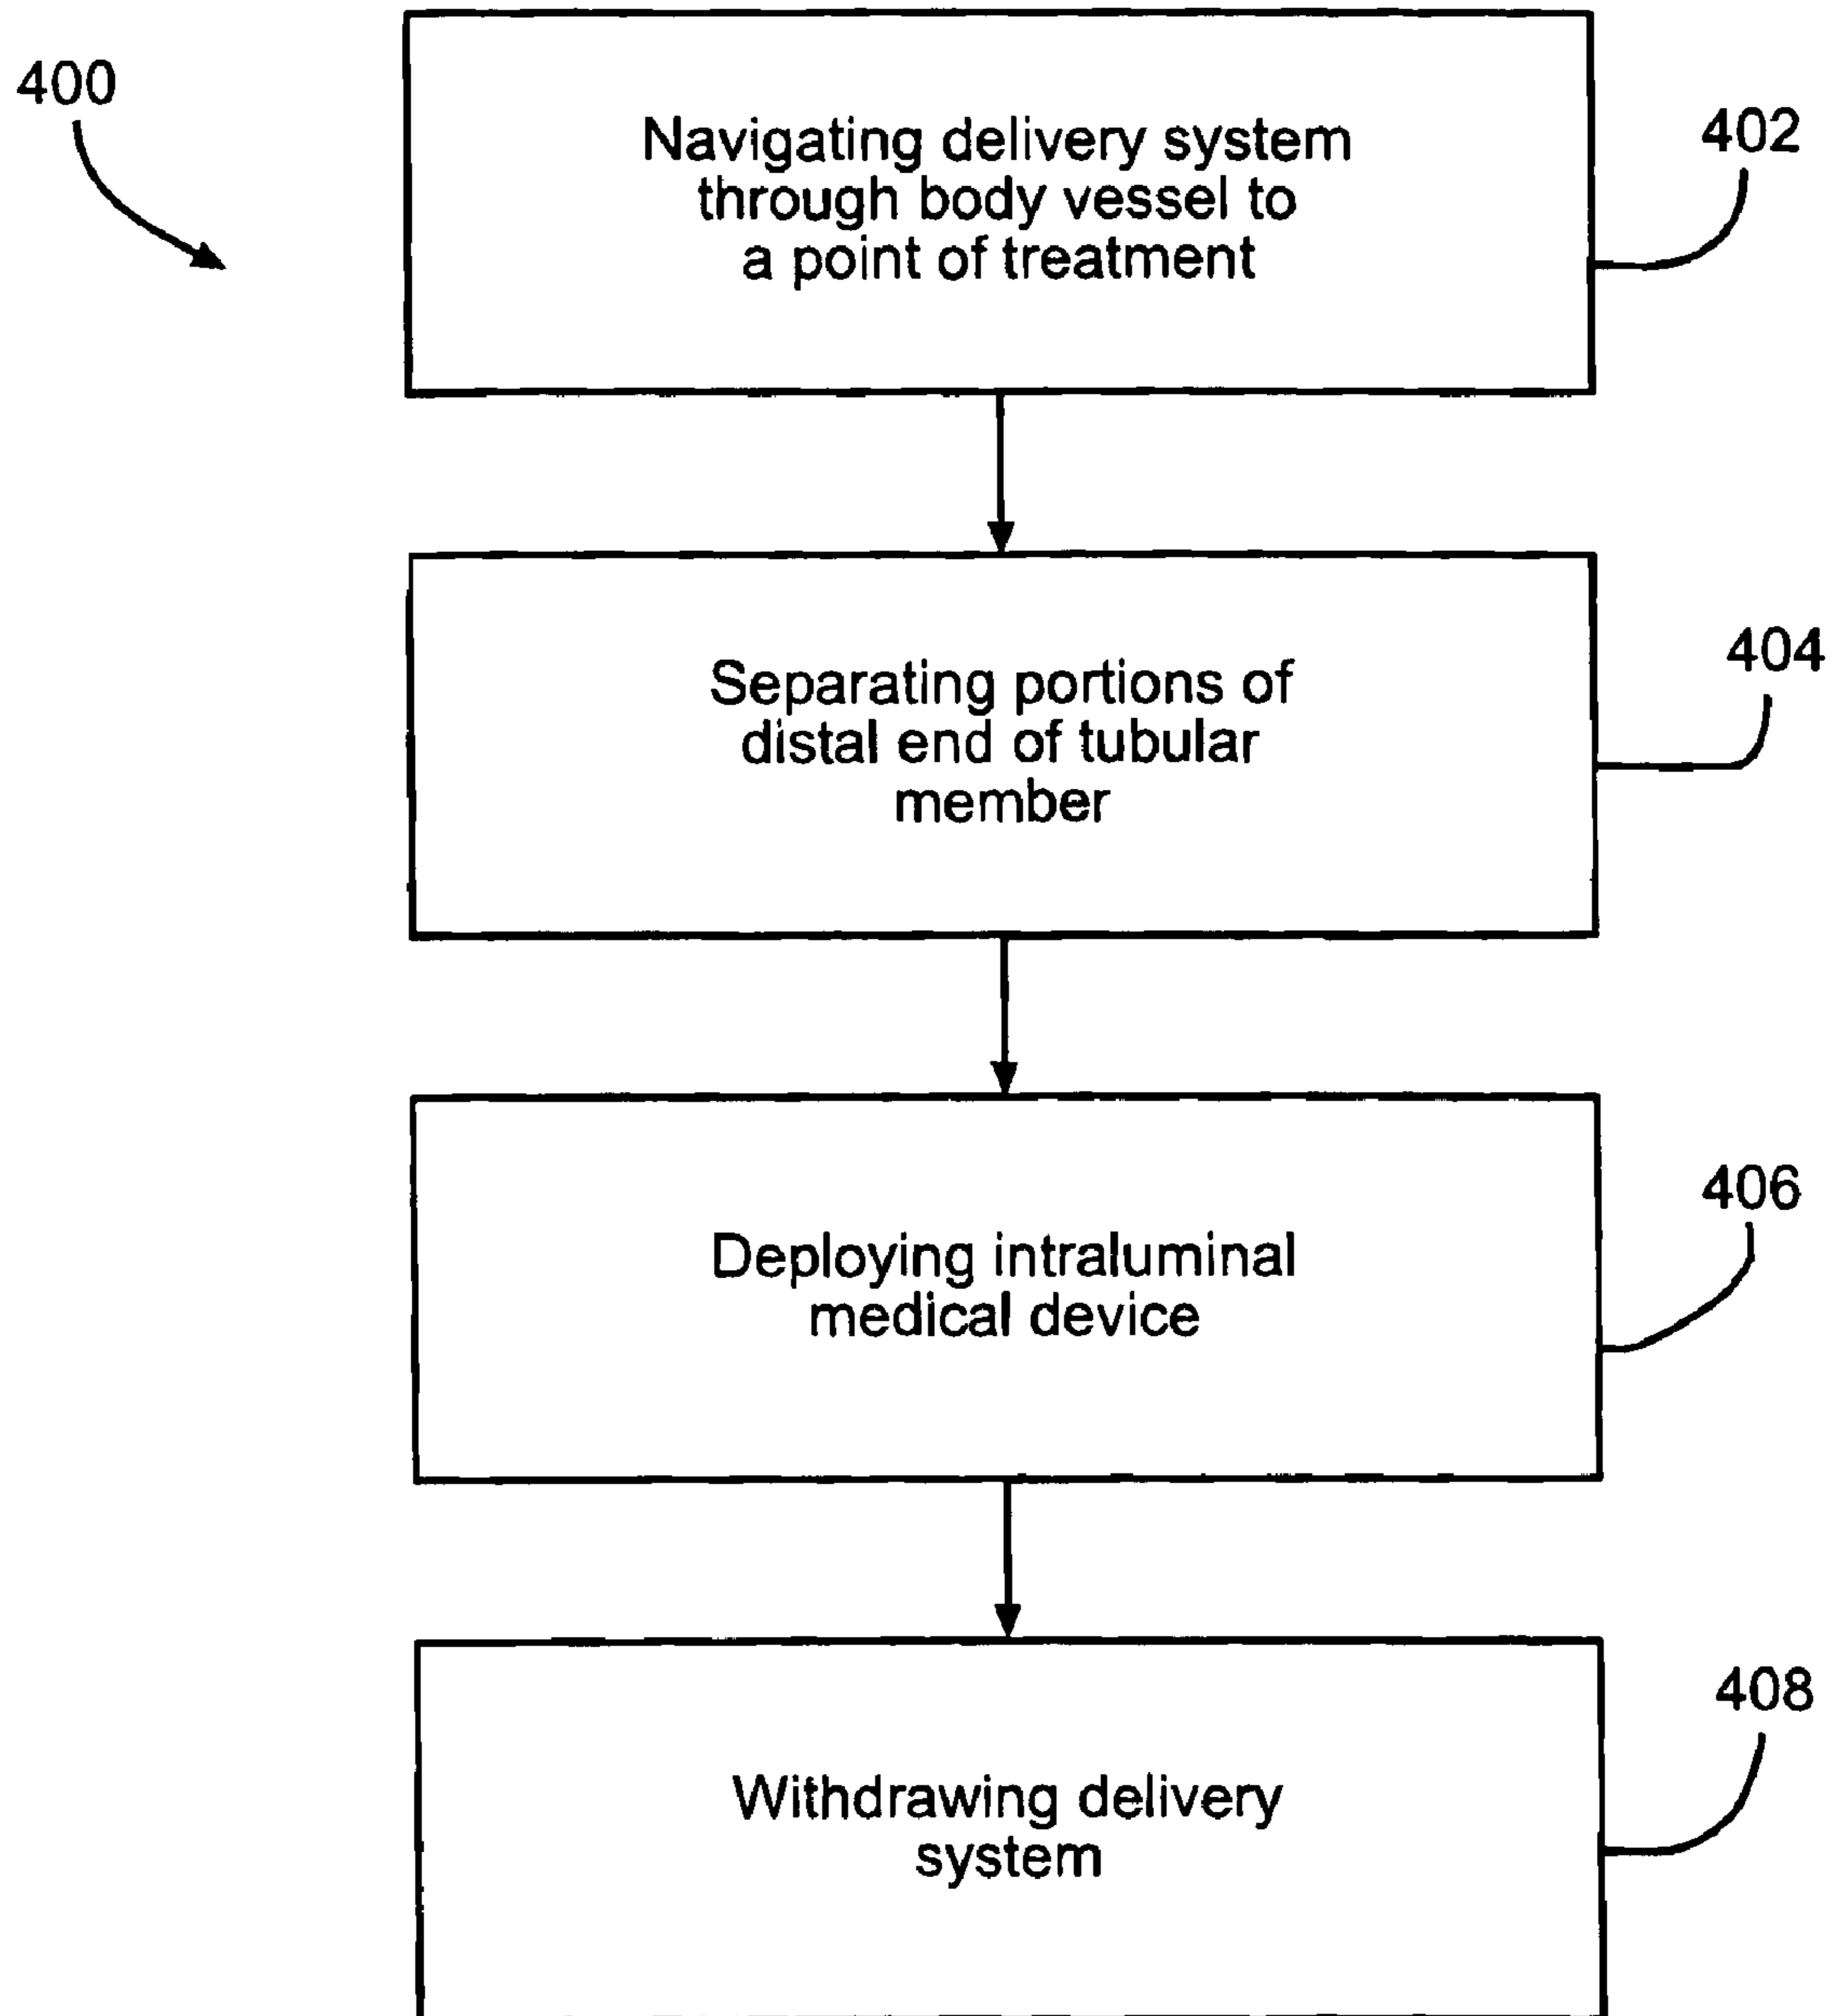 400
Navigating delivery system
through body vessel to
a point of treatment
402
Separating portions of
distal end of tubular
member
404
Deploying intraluminal
medical device
406
Withdrawing delivery
system
408